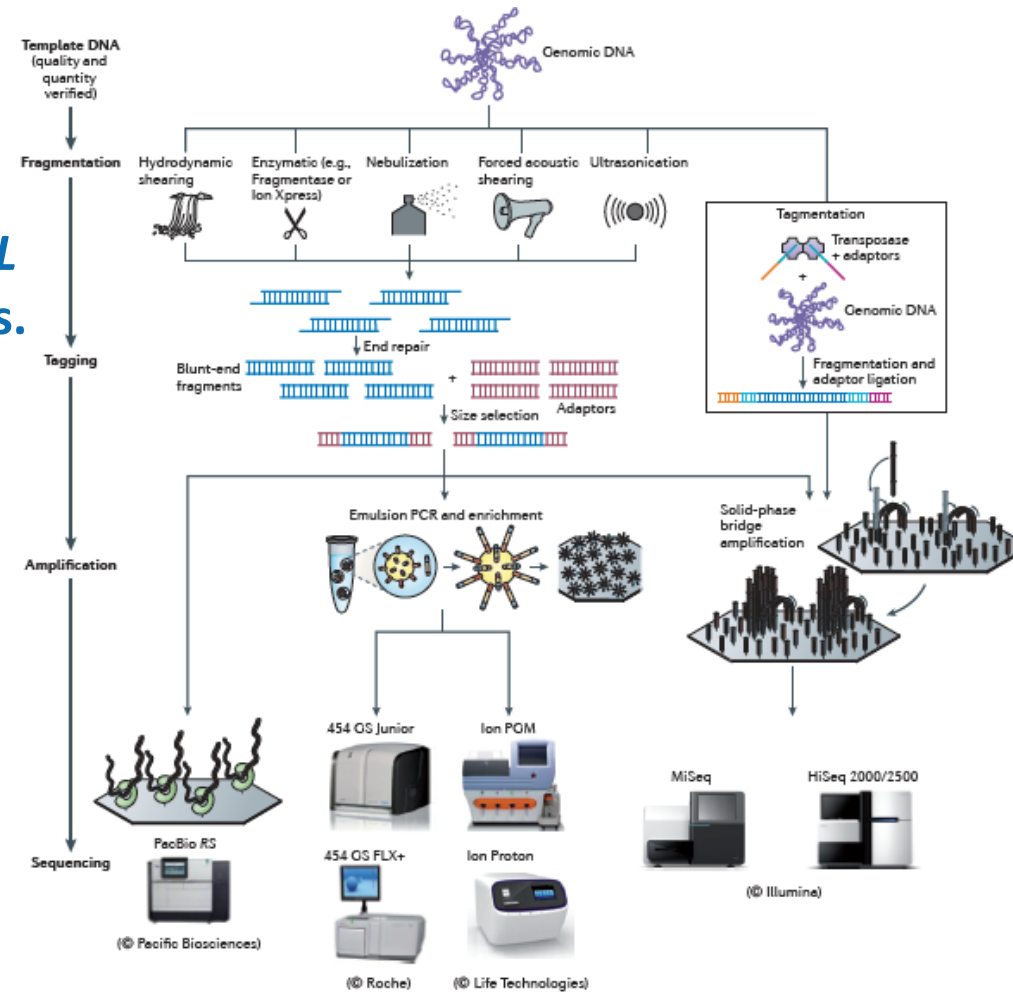 Template DNA
(quality and
quantity
verified)
Genomic DNA
Fragmentation
Hydrodynamic
shearing
Enzymatic (e.g.,
Fragmentase or
Ion Xpress)
Nebulization
Forced acoustic
shearing
Ultrasonication
L
s.
Tagmentation
Transposase
+ adaptors
+
Genomic DNA
Fragmentation and
adaptor ligation
Tagging
End repair
Blunt-end
fragments
+
Adaptors
Size selection
Emulsion PCR and enrichment
Solid-phase
bridge
amplification
Amplification
454 GS Junior
Ion PGM
MiSeq
HiSeq 2000/2500
Sequencing
PacBio RS
454 GS FLX+
Ion Proton
(© Illumina)
(© Pacific Biosciences)
(© Roche)
(© Life Technologies)